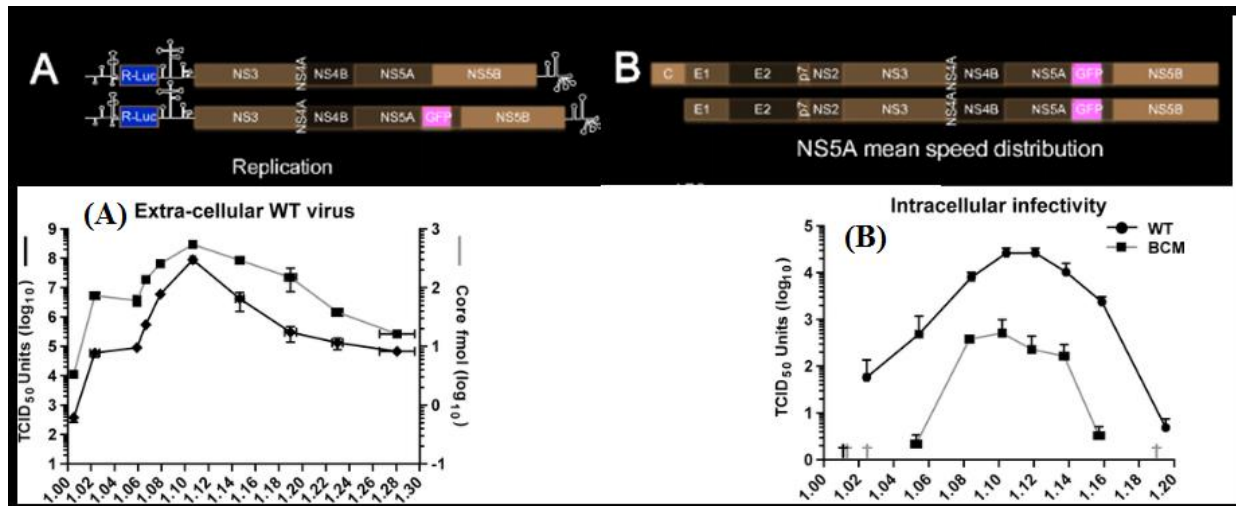 A
R-Luc NS3 NS4A NS4B NS5A NS5B
R-Luc NS3 NS4A NS4B NS5A GFP NS5B
Replication
B
C E1 E2 p7 NS2 NS3 NS4A NS4B NS5A GFP NS5B
E1 E2 p7 NS2 NS3 NS4A NS4B NS5A GFP NS5B
NS5A mean speed distribution
(A) Extra-cellular WT virus
TCID50 Units (log10)
9
8
7
6
5
4
3
2
1
3
2
1
0
-1
Core fmol (log10)
1.00 1.02 1.04 1.06 1.08 1.10 1.12 1.14 1.16 1.18 1.20 1.19 1.21 1.23 1.26 1.28 1.30
Intracellular infectivity
(B)
WT
BCM
TCID50 Units (log10)
5
4
3
2
1
0
1.00 1.02 1.04 1.06 1.08 1.10 1.12 1.14 1.16 1.18 1.20